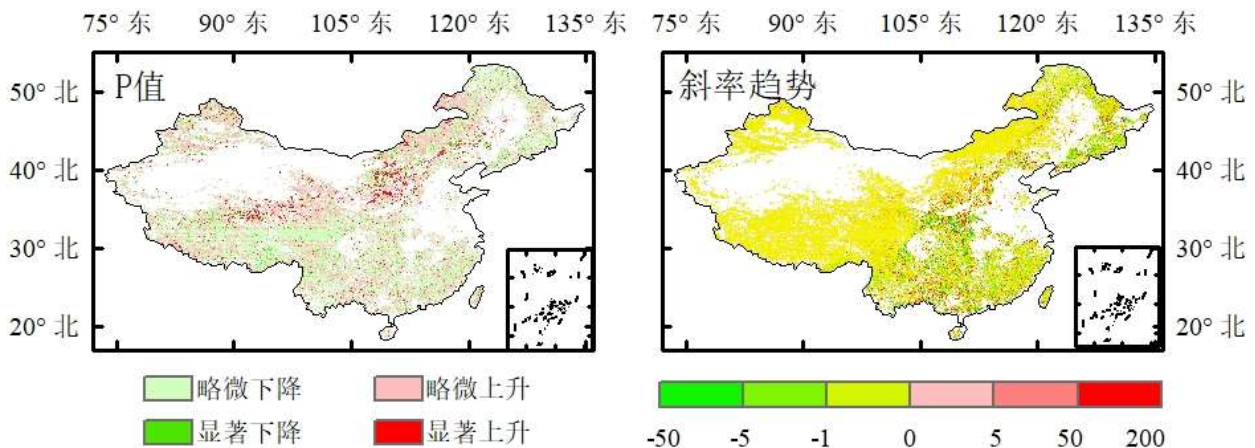 75° 东 90° 东 105° 东 120° 东 135° 东 75° 东 90° 东 105° 东 120° 东 135° 东
P值 斜率趋势
50° 北 50° 北
40° 北 40° 北
30° 北 30° 北
20° 北 20° 北
略微下降 略微上升
显著下降 显著上升
-50 -5 -1 0 5 50 200